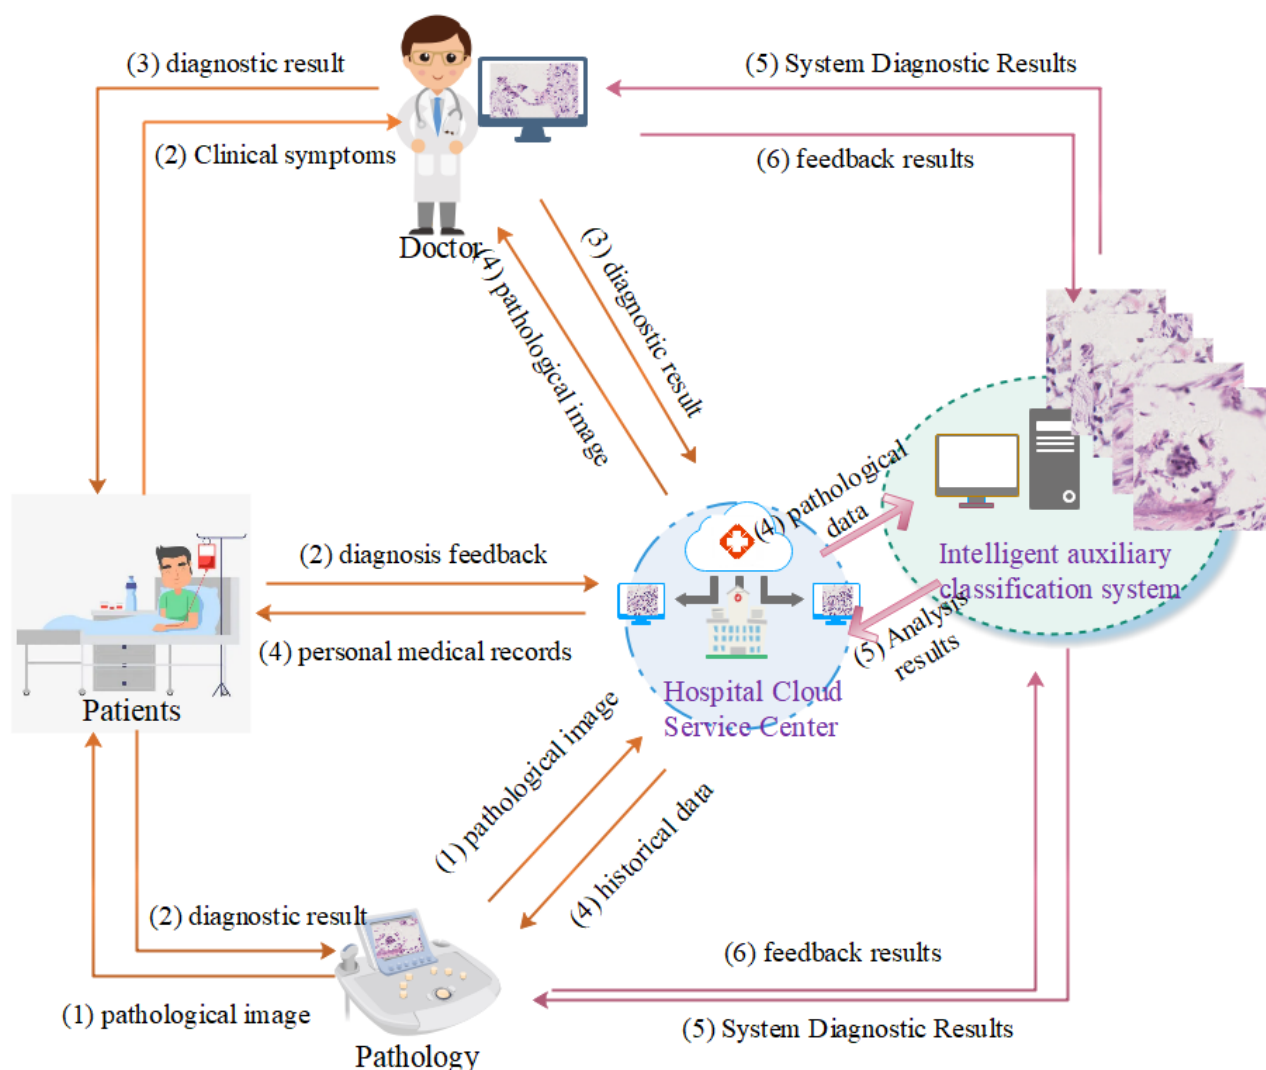 (3) diagnostic result
(5) System Diagnostic Results
(2) Clinical symptoms
(6) feedback results
Doctor
(3) diagnostic result
(4) pathological image
(4) pathological
data
Intelligent auxiliary
classification system
(2) diagnosis feedback
(4) personal medical records
(5) Analysis
results
Hospital Cloud
Service Center
Patients
(1) pathological image
(4) historical data
(2) diagnostic result
(6) feedback results
(1) pathological image
(5) System Diagnostic Results
Pathology